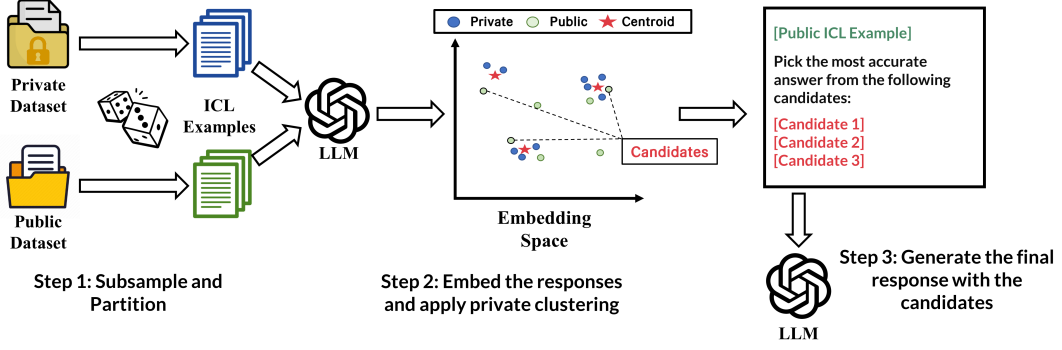 Private
Dataset
Public
Dataset
ICL
Examples
LLM
Step 1: Subsample and
Partition
Private
Public
Centroid
Candidates
Embedding
Space
Step 2: Embed the responses
and apply private clustering
[Public ICL Example]
Pick the most accurate
answer from the following
candidates:
[Candidate 1]
[Candidate 2]
[Candidate 3]
LLM
Step 3: Generate the final
response with the
candidates